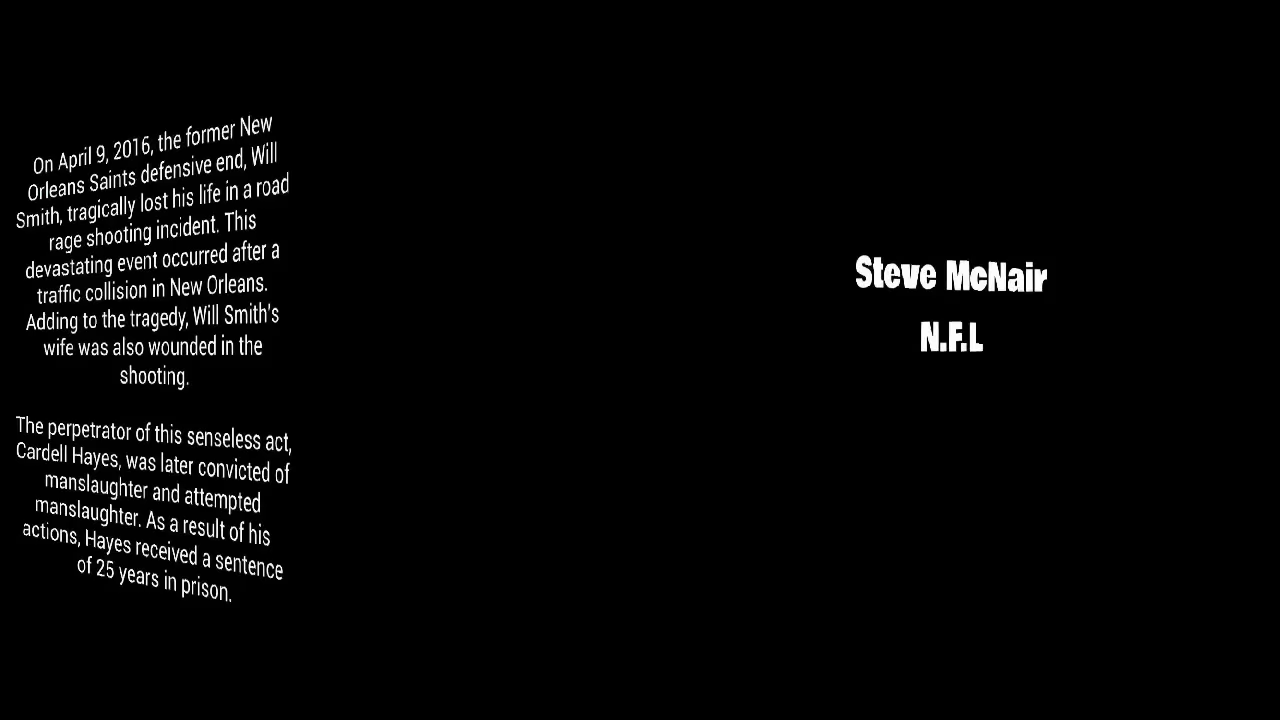 On April 9, 2016, the former New
Orleans Saints defensive end, Will
Smith, tragically lost his life in a road
rage shooting incident. This
devastating event occurred after a
traffic collision in New Orleans.
Adding to the tragedy, Will Smith's
wife was also wounded in the
shooting.
The perpetrator of this senseless act,
Cardell Hayes, was later convicted of
manslaughter and attempted
manslaughter. As a result of his
actions, Hayes received a sentence
of 25 years in prison.
Steve McNair
N.F.L